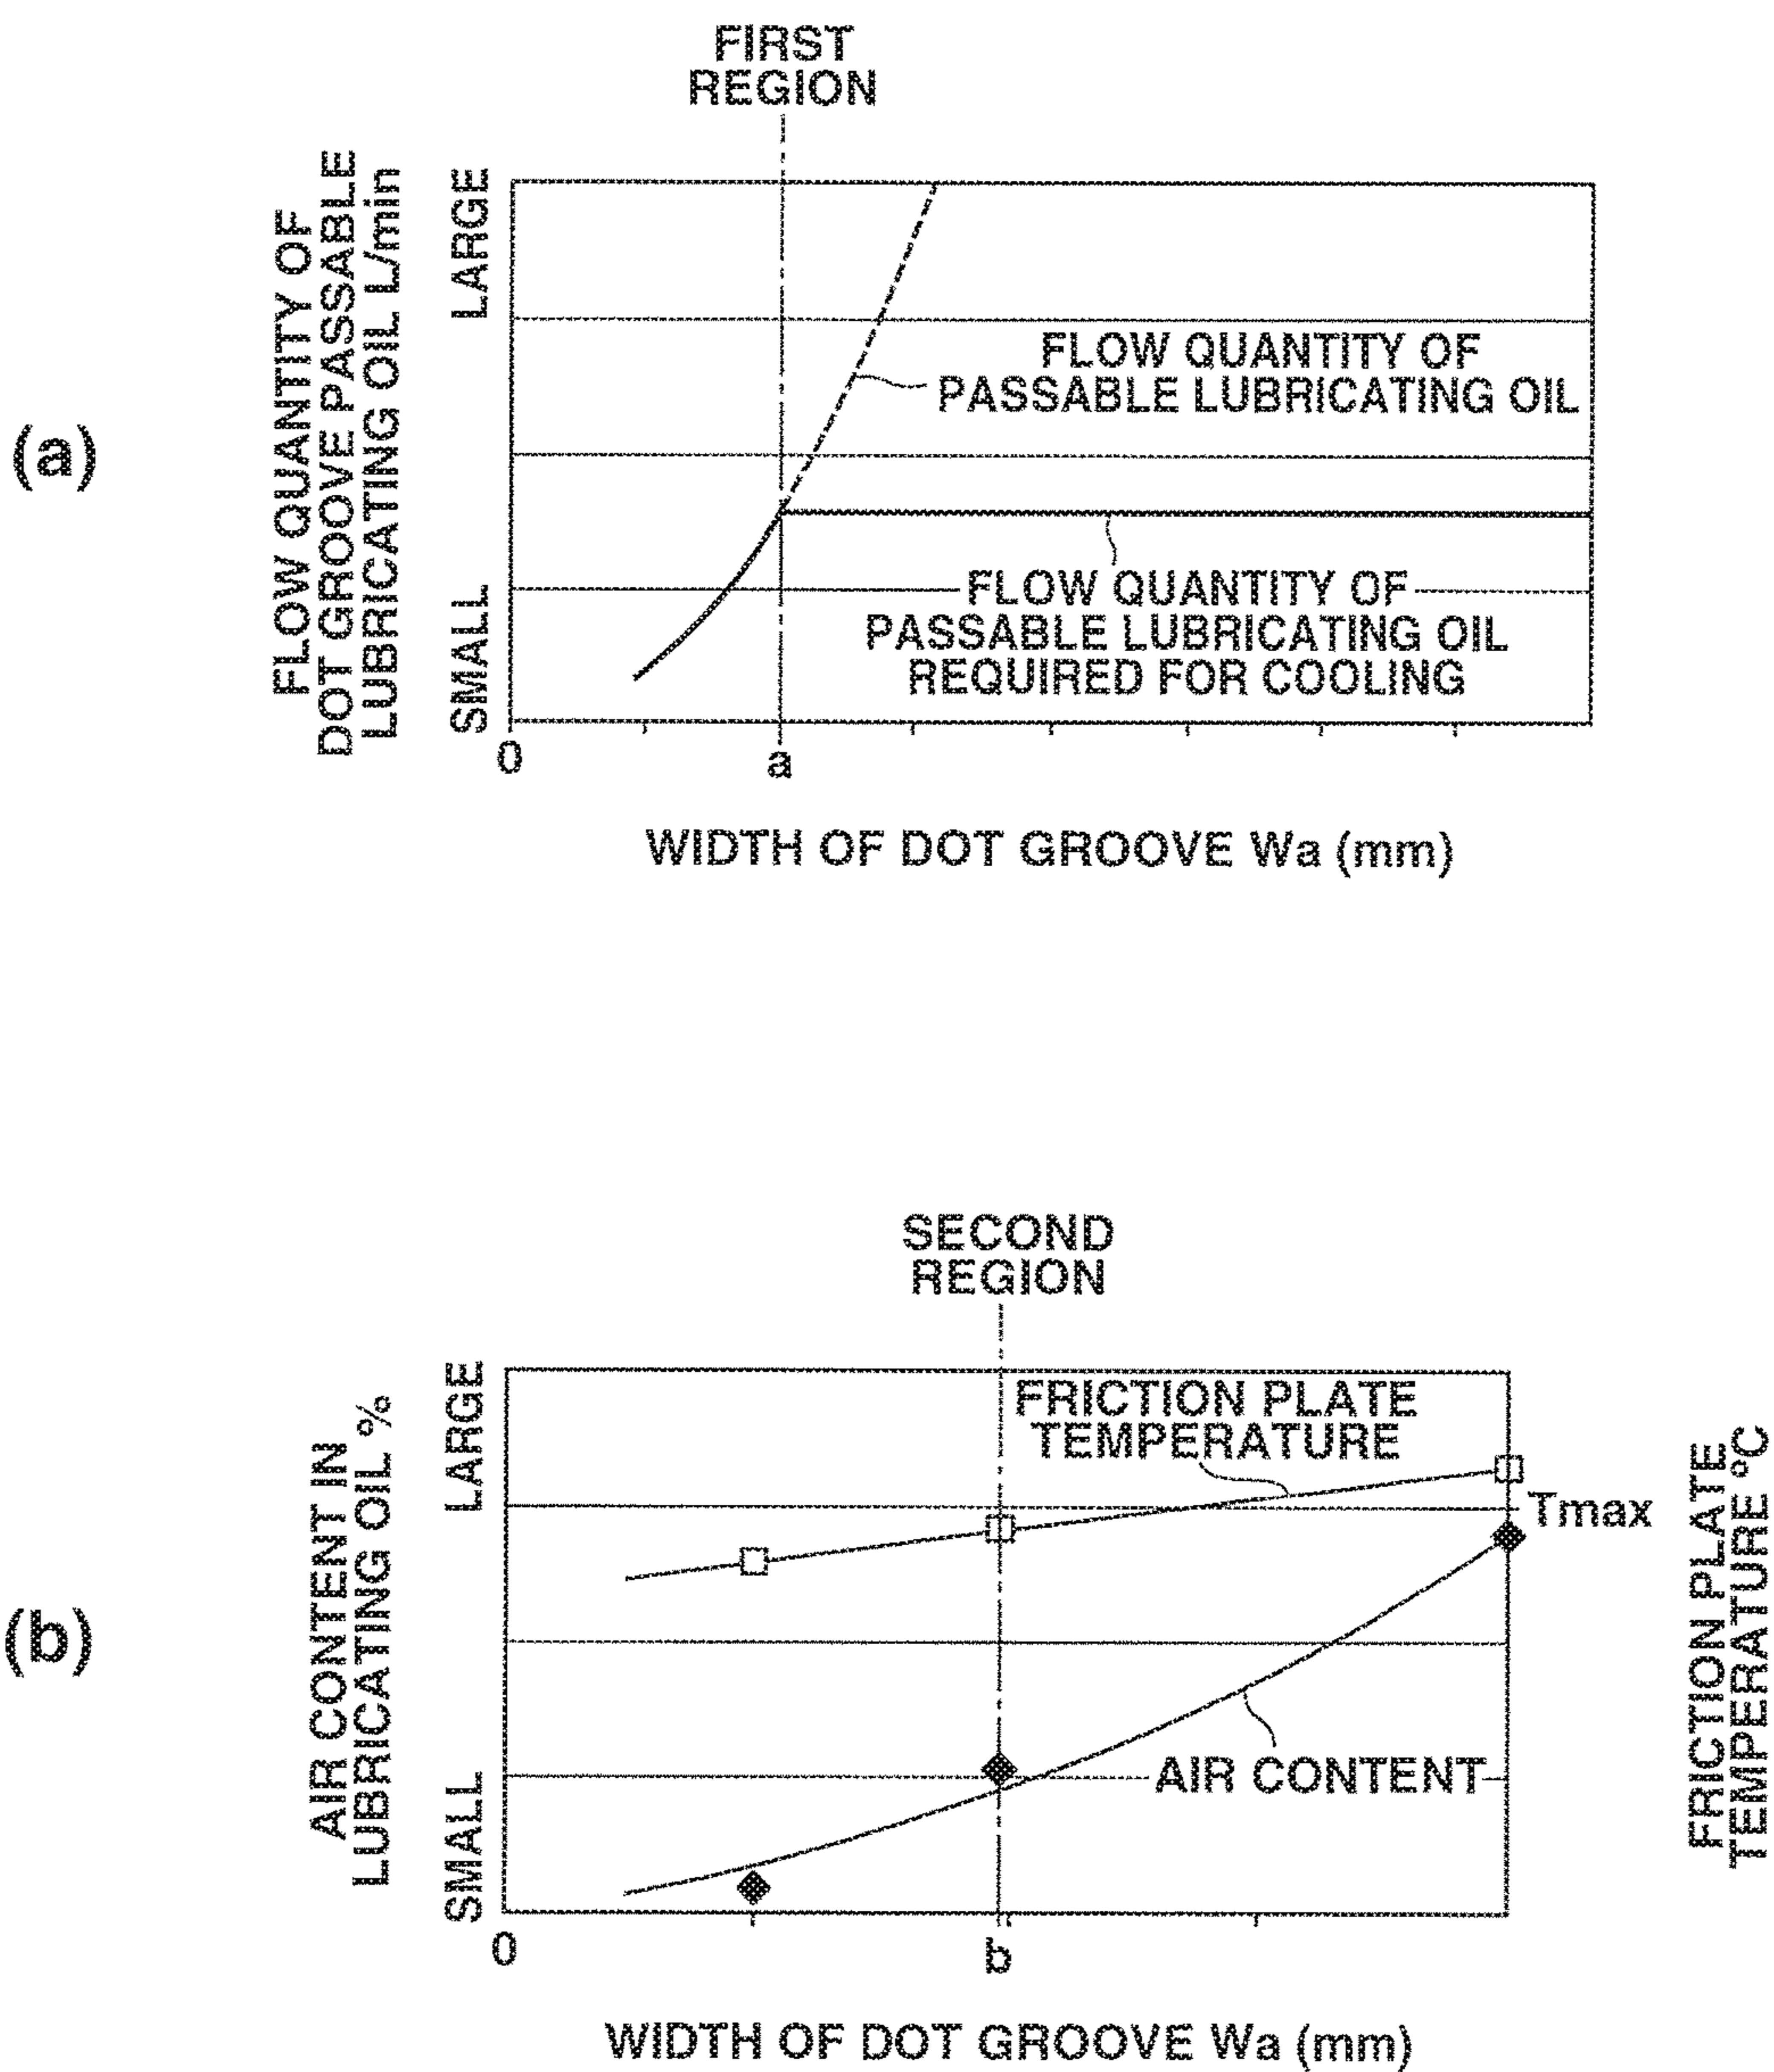 FIRST
REGION
(a)
FLOW QUANTITY OF
DOT GROOVE PASSABLE
LUBRICATING OIL L/min
LARGE
SMALL
FLOW QUANTITY OF
PASSABLE LUBRICATING OIL
FLOW QUANTITY OF
PASSABLE LUBRICATING OIL
REQUIRED FOR COOLING
0
a
WIDTH OF DOT GROOVE Wa (mm)
SECOND
REGION
(b)
AIR CONTENT IN
LUBRICATING OIL %
LARGE
SMALL
FRICTION PLATE
TEMPERATURE
Tmax
AIR CONTENT
FRICTION PLATE
TEMPERATURE °C
0
b
WIDTH OF DOT GROOVE Wa (mm)